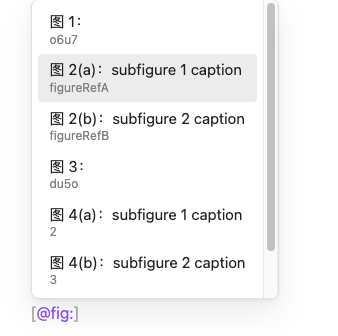 图 1：
o6u7
图 2(a)：subfigure 1 caption
figureRefA
图 2(b)：subfigure 2 caption
figureRefB
图 3：
du5o
图 4(a)：subfigure 1 caption
2
图 4(b)：subfigure 2 caption
3
[@fig:]